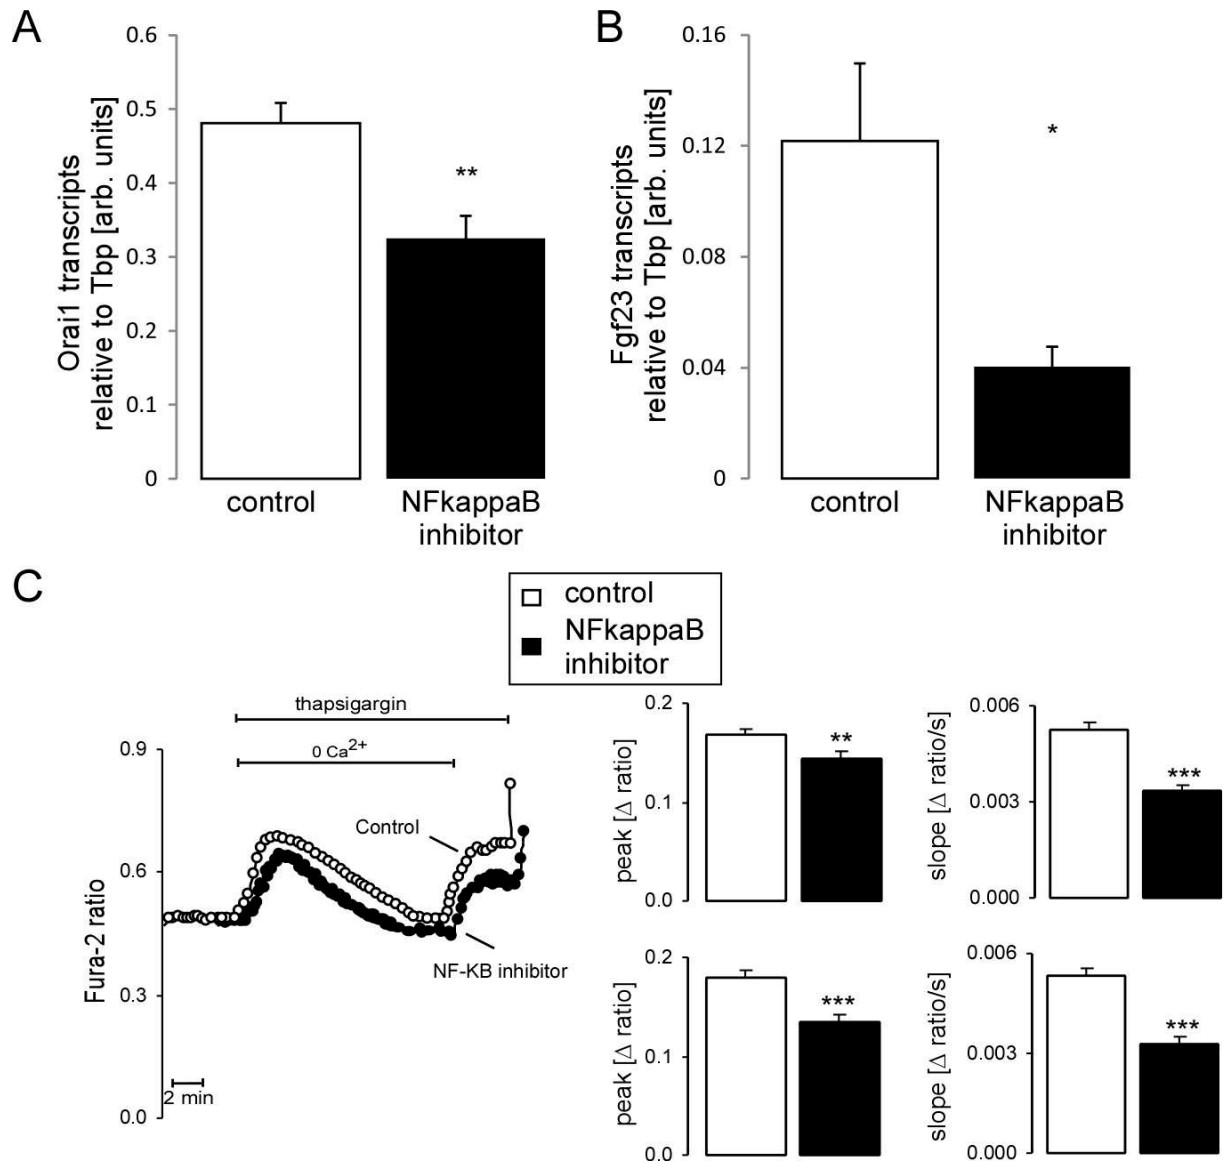 A
0.6
0.5
0.4
0.3
0.2
0.1
0
Orai1 transcripts
relative to Tbp [arb. units]
**
control
NFkappaB
inhibitor
B
0.16
0.12
0.08
0.04
0
Fgf23 transcripts
relative to Tbp [arb. units]
*
control
NFkappaB
inhibitor
C
control
NFkappaB
inhibitor
thapsigargin
0 Ca2+
0.9
0.6
0.3
0.0
Fura-2 ratio
Control
NF-KB inhibitor
2 min
0.2
0.1
0.0
peak [Δ ratio]
**
0.006
0.003
0.000
slope [Δ ratio/s]
***
0.2
0.1
0.0
peak [Δ ratio]
***
0.006
0.003
0.000
slope [Δ ratio/s]
***